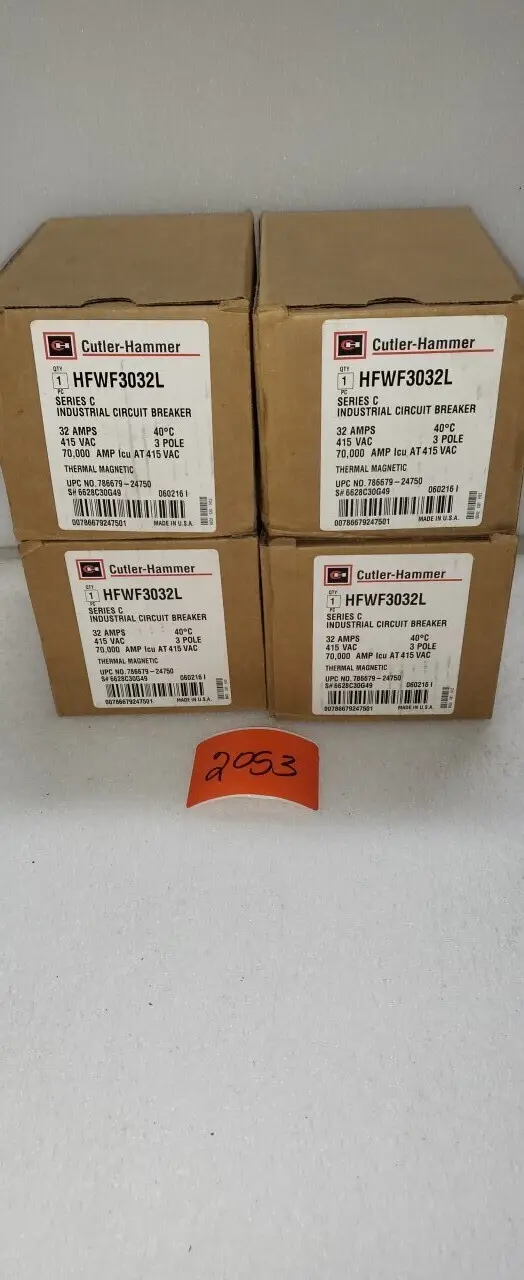 Cutler-Hammer
QTY
1 HFWF3032L
PC
SERIES C
INDUSTRIAL CIRCUIT BREAKER
32 AMPS 40°C
415 VAC 3 POLE
70,000 AMP Icu AT 415 VAC
THERMAL MAGNETIC
UPC NO. 786679-24750
S# 6628C30G49 060216 I
00786679247501 MADE IN U.S.A.
Cutler-Hammer
QTY
1 HFWF3032L
PC
SERIES C
INDUSTRIAL CIRCUIT BREAKER
32 AMPS 40°C
415 VAC 3 POLE
70,000 AMP Icu AT 415 VAC
THERMAL MAGNETIC
UPC NO. 786679-24750
S# 6628C30G49 060216 I
00786679247501 MADE IN U.S.A.
Cutler-Hammer
QTY
1 HFWF3032L
PC
SERIES C
INDUSTRIAL CIRCUIT BREAKER
32 AMPS 40°C
415 VAC 3 POLE
70,000 AMP Icu AT 415 VAC
THERMAL MAGNETIC
UPC NO. 786679-24750
S# 6628C30G49 060216 I
00786679247501 MADE IN U.S.A.
Cutler-Hammer
QTY
1 HFWF3032L
PC
SERIES C
INDUSTRIAL CIRCUIT BREAKER
32 AMPS 40°C
415 VAC 3 POLE
70,000 AMP Icu AT 415 VAC
THERMAL MAGNETIC
UPC NO. 786679-24750
S# 6628C30G49 060216 I
00786679247501 MADE IN U.S.A.
2053